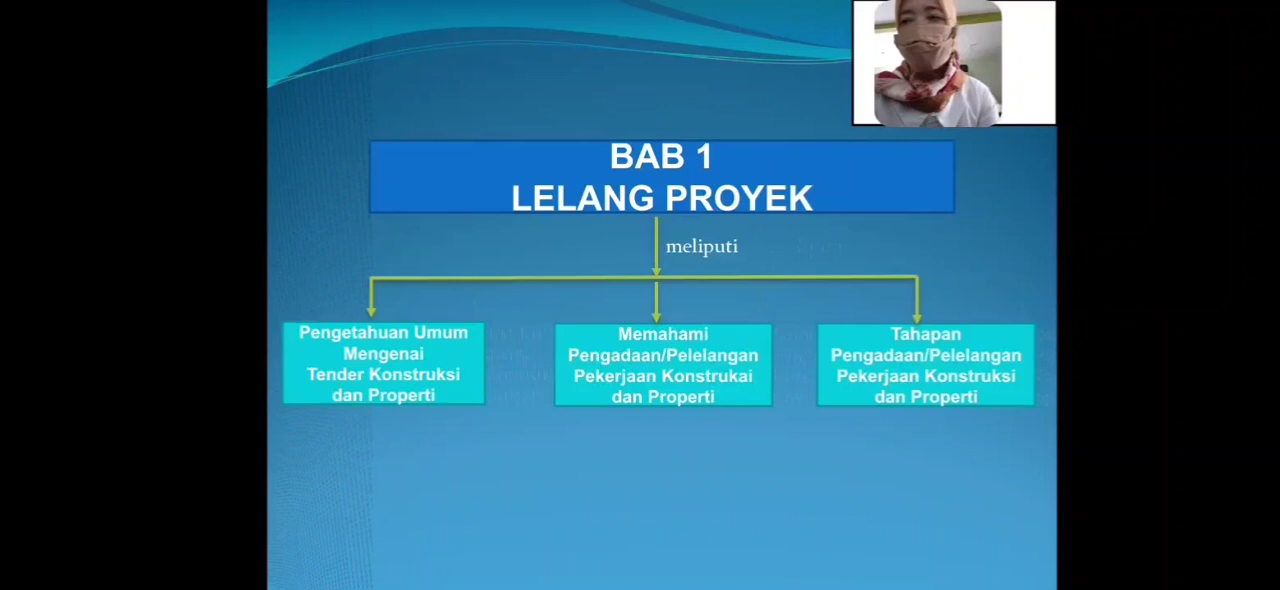 BAB 1
LELANG PROYEK
meliputi
Pengetahuan Umum
Mengenai
Tender Konstruksi
dan Properti
Memahami
Pengadaan/Pelelangan
Pekerjaan Konstrukai
dan Properti
Tahapan
Pengadaan/Pelelangan
Pekerjaan Konstruksi
dan Properti